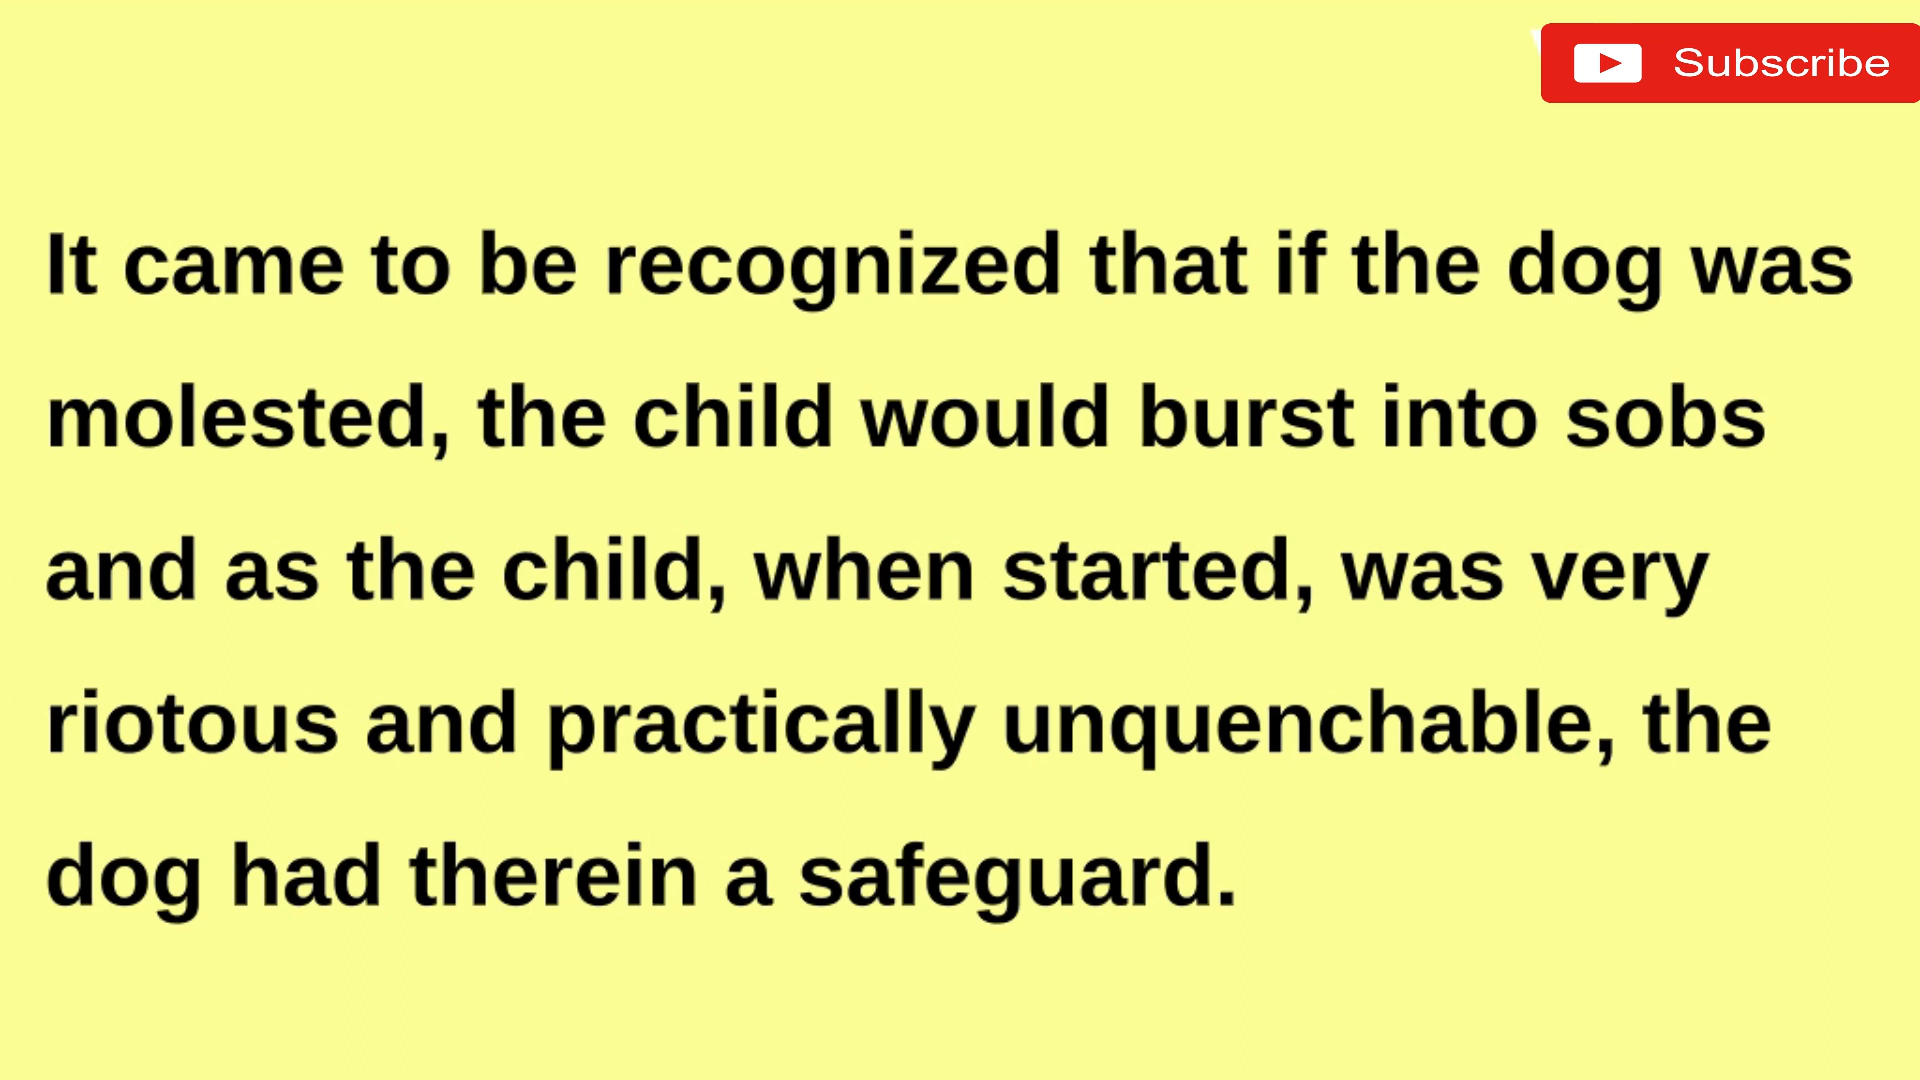 Subscribe
It came to be recognized that if the dog was
molested, the child would burst into sobs
and as the child, when started, was very
riotous and practically unquenchable, the
dog had therein a safeguard.